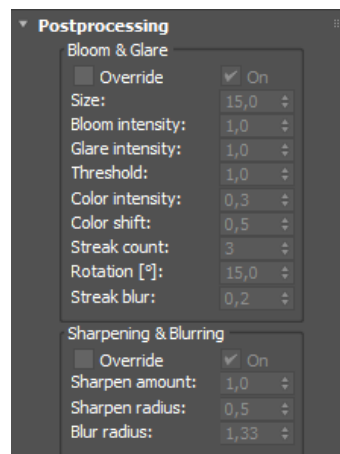 Postprocessing
Bloom & Glare
Override On
Size: 15,0
Bloom intensity: 1,0
Glare intensity: 1,0
Threshold: 1,0
Color intensity: 0,3
Color shift: 0,5
Streak count: 3
Rotation [°]: 15,0
Streak blur: 0,2
Sharpening & Blurring
Override On
Sharpen amount: 1,0
Sharpen radius: 0,5
Blur radius: 1,33